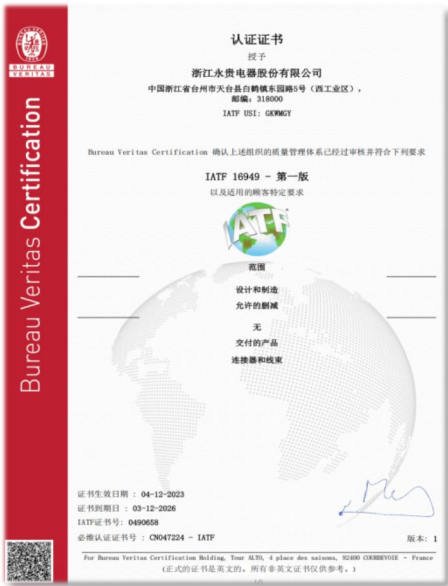 BUREAU
VERITAS
Bureau Veritas Certification
认证证书
授予
浙江永贵电器股份有限公司
中国浙江省台州市天台县白鹤镇东园路5号（西工业区），
邮编：318000
IATF USI: GKWMGY
Bureau Veritas Certification 确认上述组织的质量管理体系已经过审核并符合下列要求
IATF 16949 - 第一版
以及适用的顾客特定要求
IATF
范围
设计和制造
允许的删减
无
交付的产品
连接器和线束
证书生效日期 : 04-12-2023
证书到期日 : 03-12-2026
IATF证书号: 0490658
必维认证证书号 : CN047224 - IATF
版本: 1
For Bureau Veritas Certification Holding, Tour ALTO, 4 place des saisons, 92400 COURBEVOIE - France
(正式的证书是英文的。所有非英文证书仅供参考。)